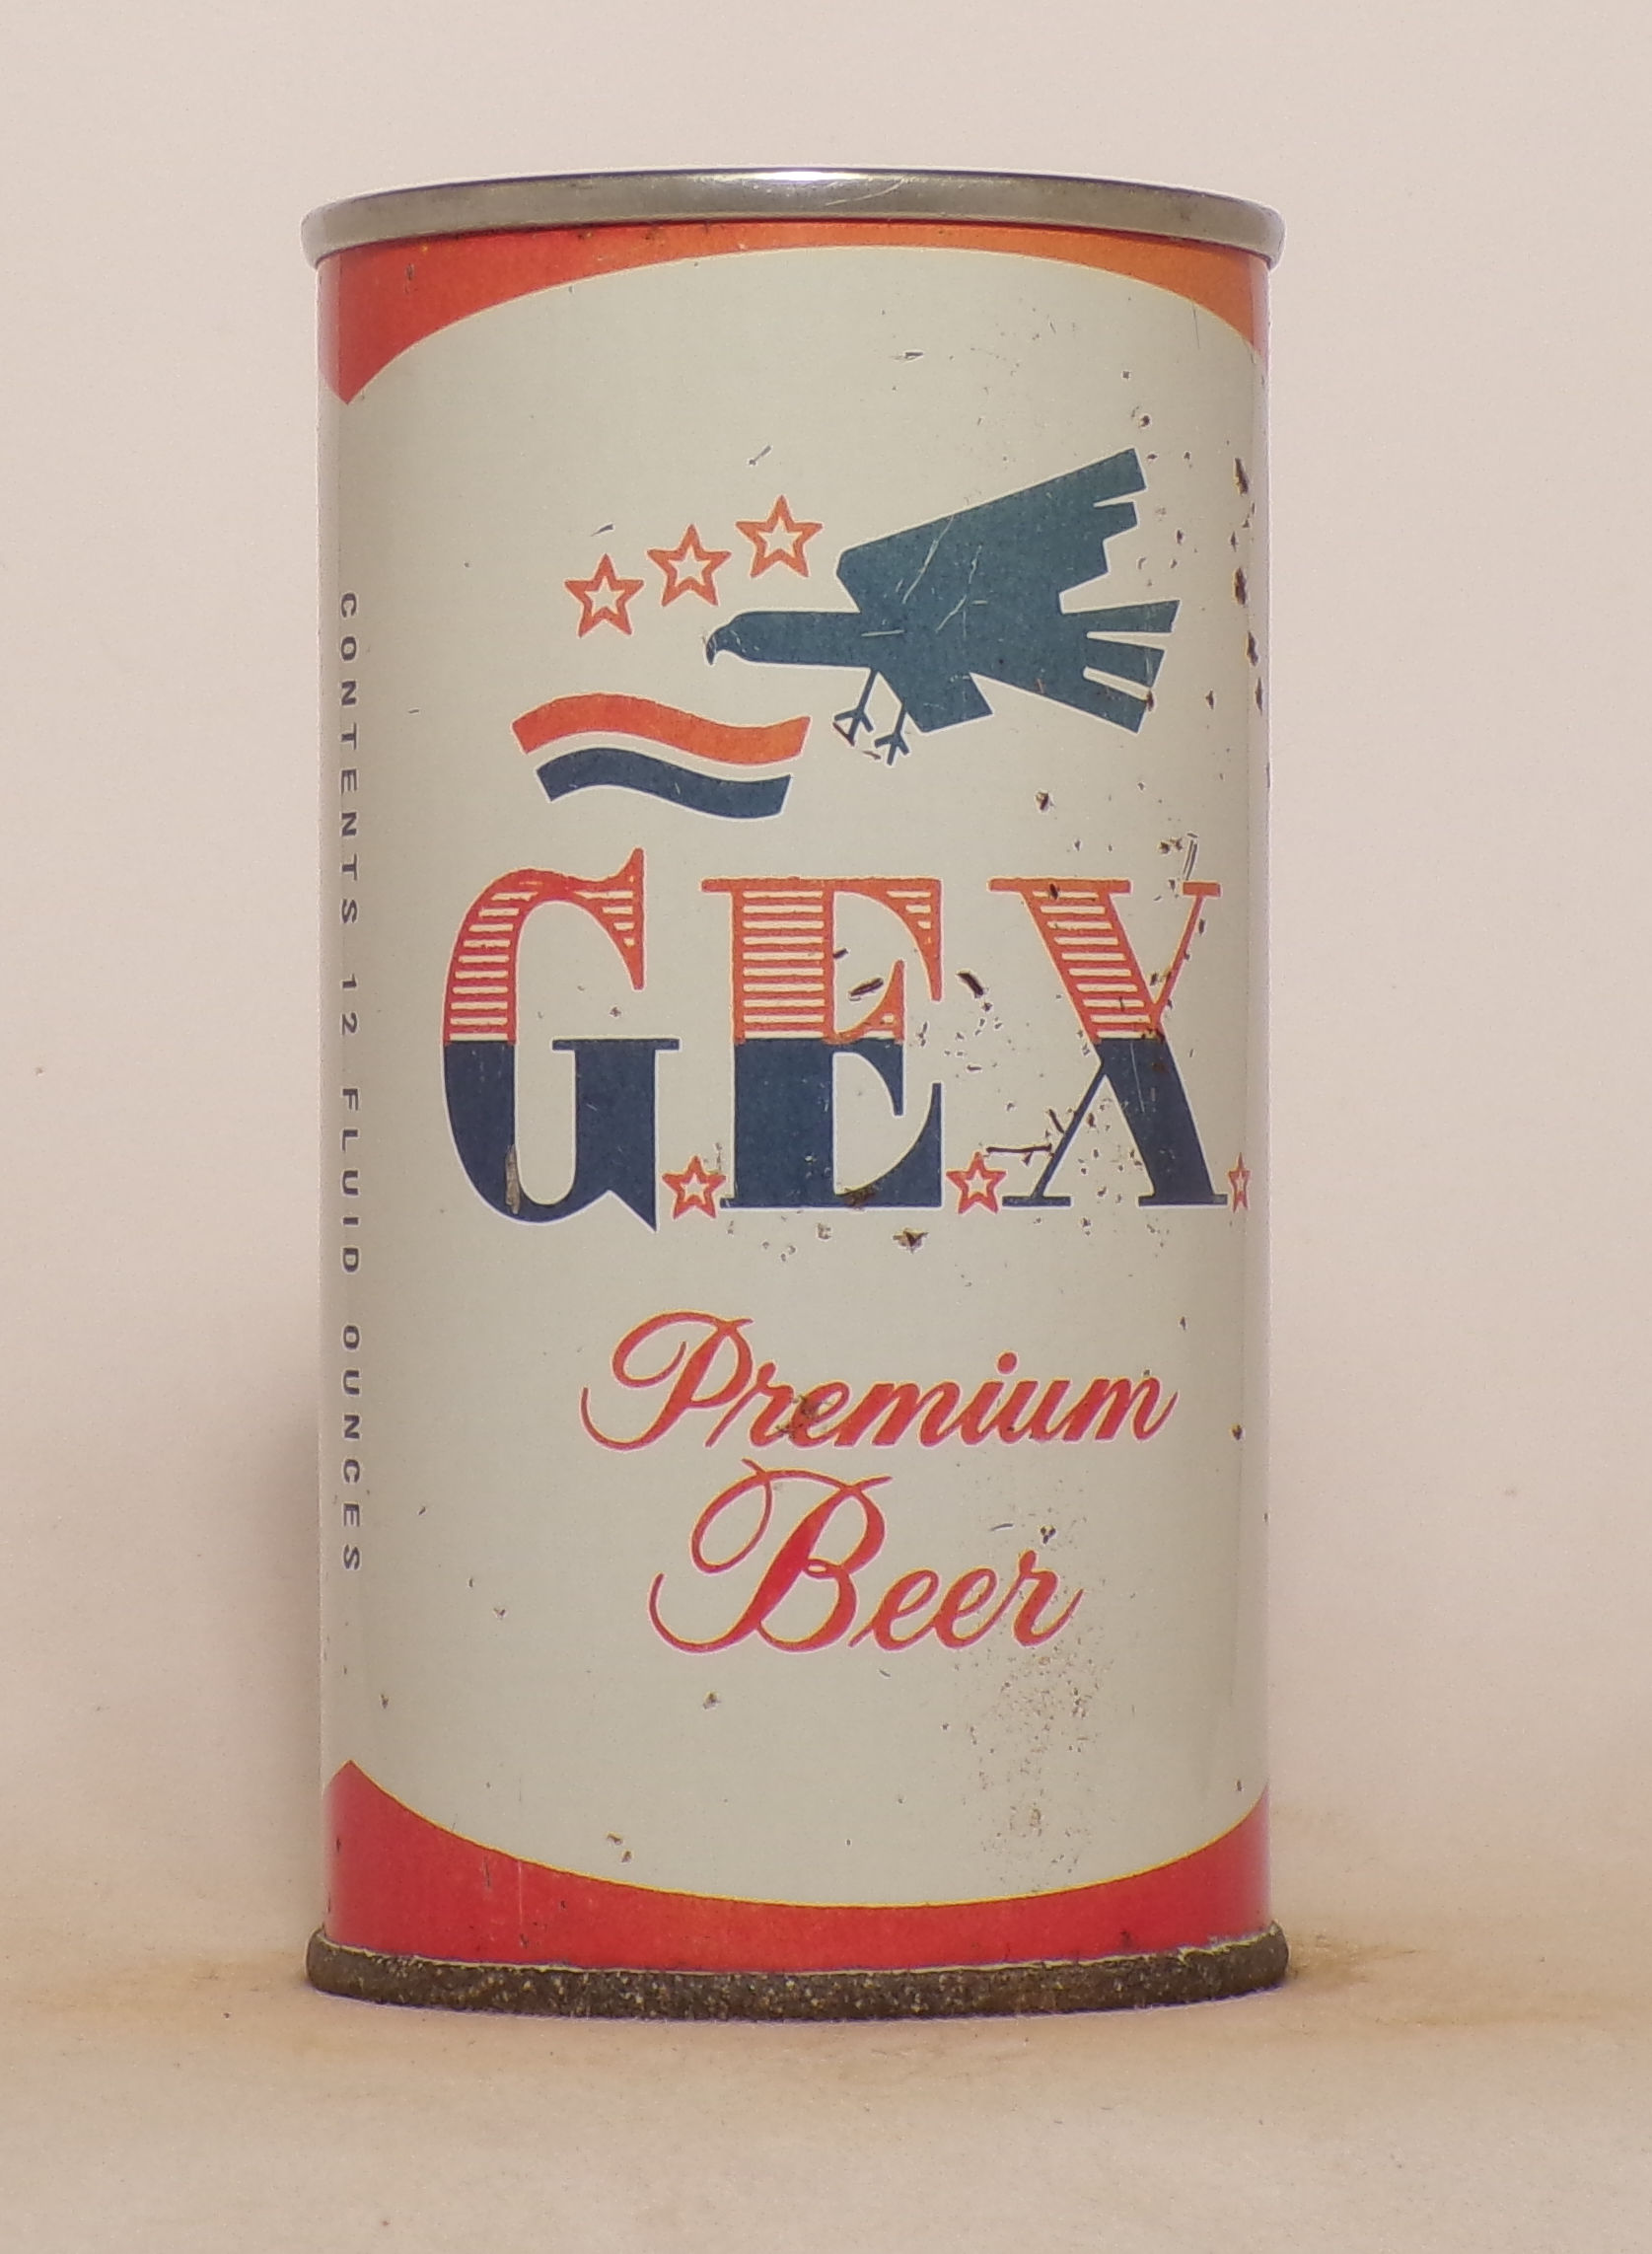 G.E.X.
Premium
Beer
CONTENTS 12 FLUID OUNCES